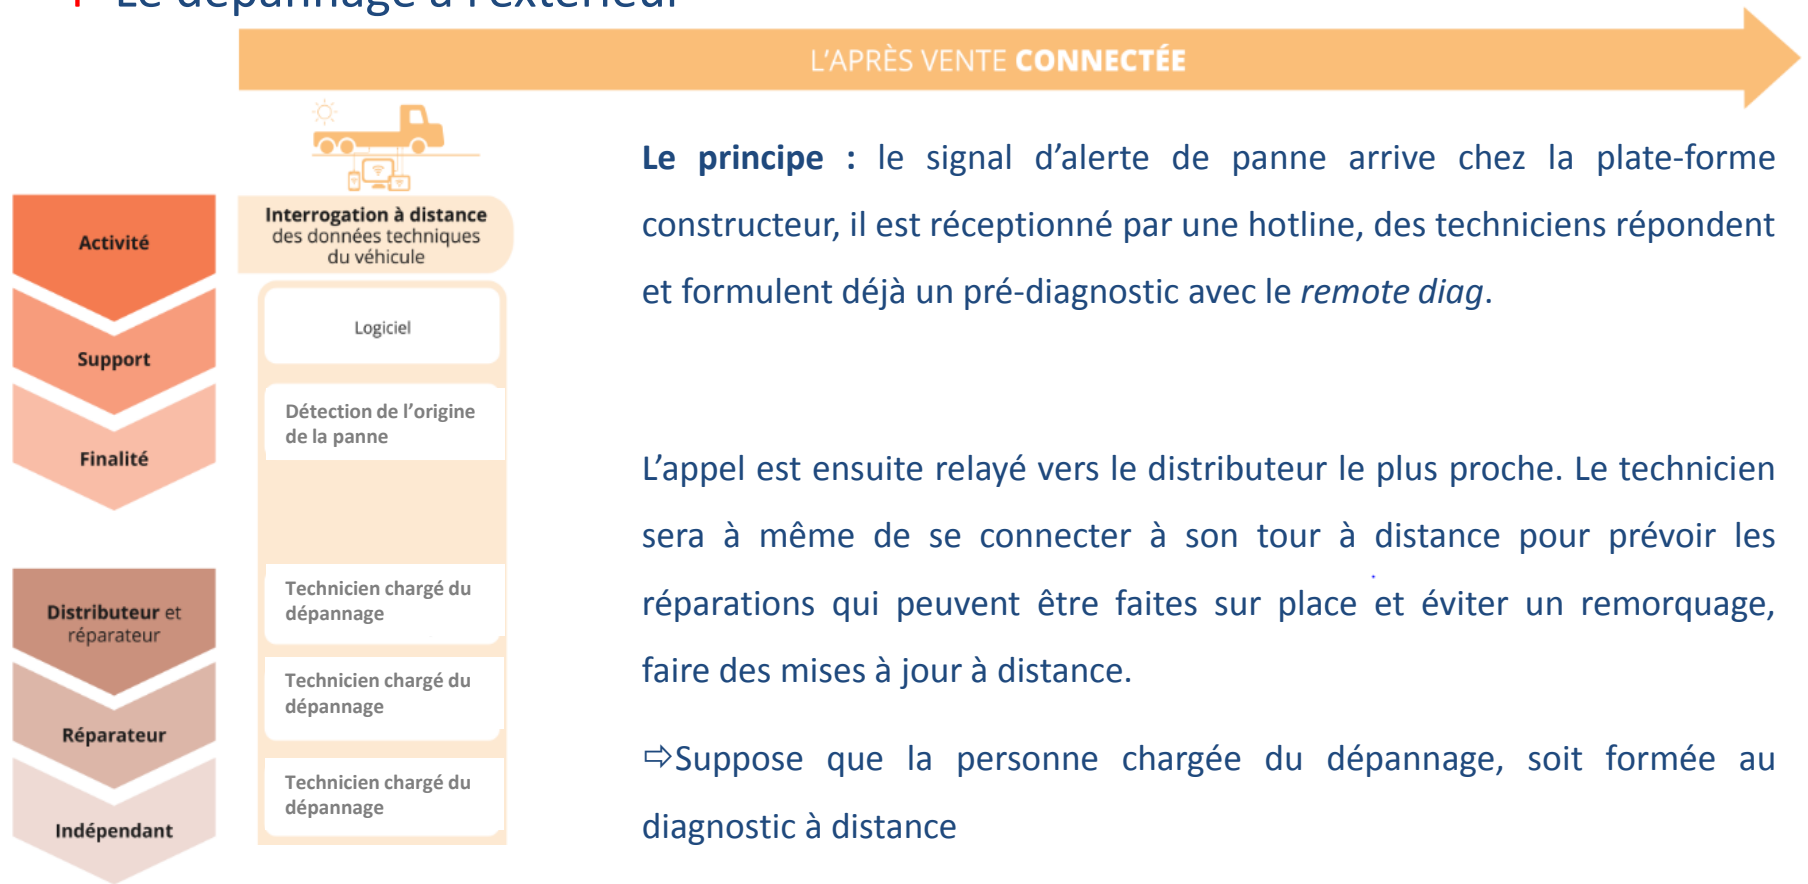 Le dépannage à l'extérieur
L'APRÈS VENTE CONNECTÉE
Interrogation à distance
des données techniques
du véhicule
Activité
Support
Finalité
Logiciel
Détection de l'origine
de la panne
Distributeur et
réparateur
Technicien chargé du
dépannage
Réparateur
Technicien chargé du
dépannage
Indépendant
Technicien chargé du
dépannage
Le principe : le signal d'alerte de panne arrive chez la plate-forme
constructeur, il est réceptionné par une hotline, des techniciens répondent
et formulent déjà un pré-diagnostic avec le remote diag.
L'appel est ensuite relayé vers le distributeur le plus proche. Le technicien
sera à même de se connecter à son tour à distance pour prévoir les
réparations qui peuvent être faites sur place et éviter un remorquage,
faire des mises à jour à distance.
⇨Suppose que la personne chargée du dépannage, soit formée au
diagnostic à distance